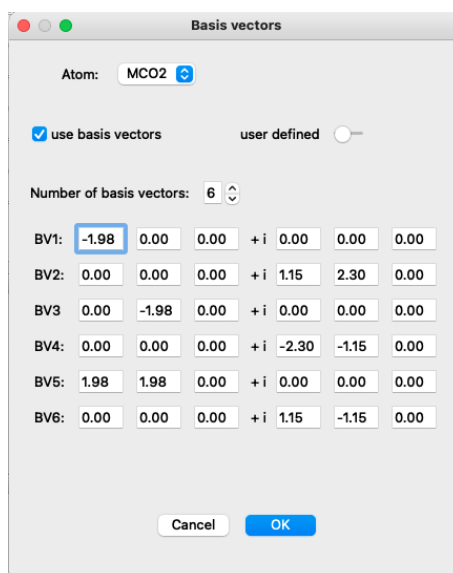 Basis vectors
Atom: MCO2
use basis vectors user defined
Number of basis vectors: 6
BV1: -1.98 0.00 0.00 + i 0.00 0.00 0.00
BV2: 0.00 0.00 0.00 + i 1.15 2.30 0.00
BV3 0.00 -1.98 0.00 + i 0.00 0.00 0.00
BV4: 0.00 0.00 0.00 + i -2.30 -1.15 0.00
BV5: 1.98 1.98 0.00 + i 0.00 0.00 0.00
BV6: 0.00 0.00 0.00 + i 1.15 -1.15 0.00
Cancel OK